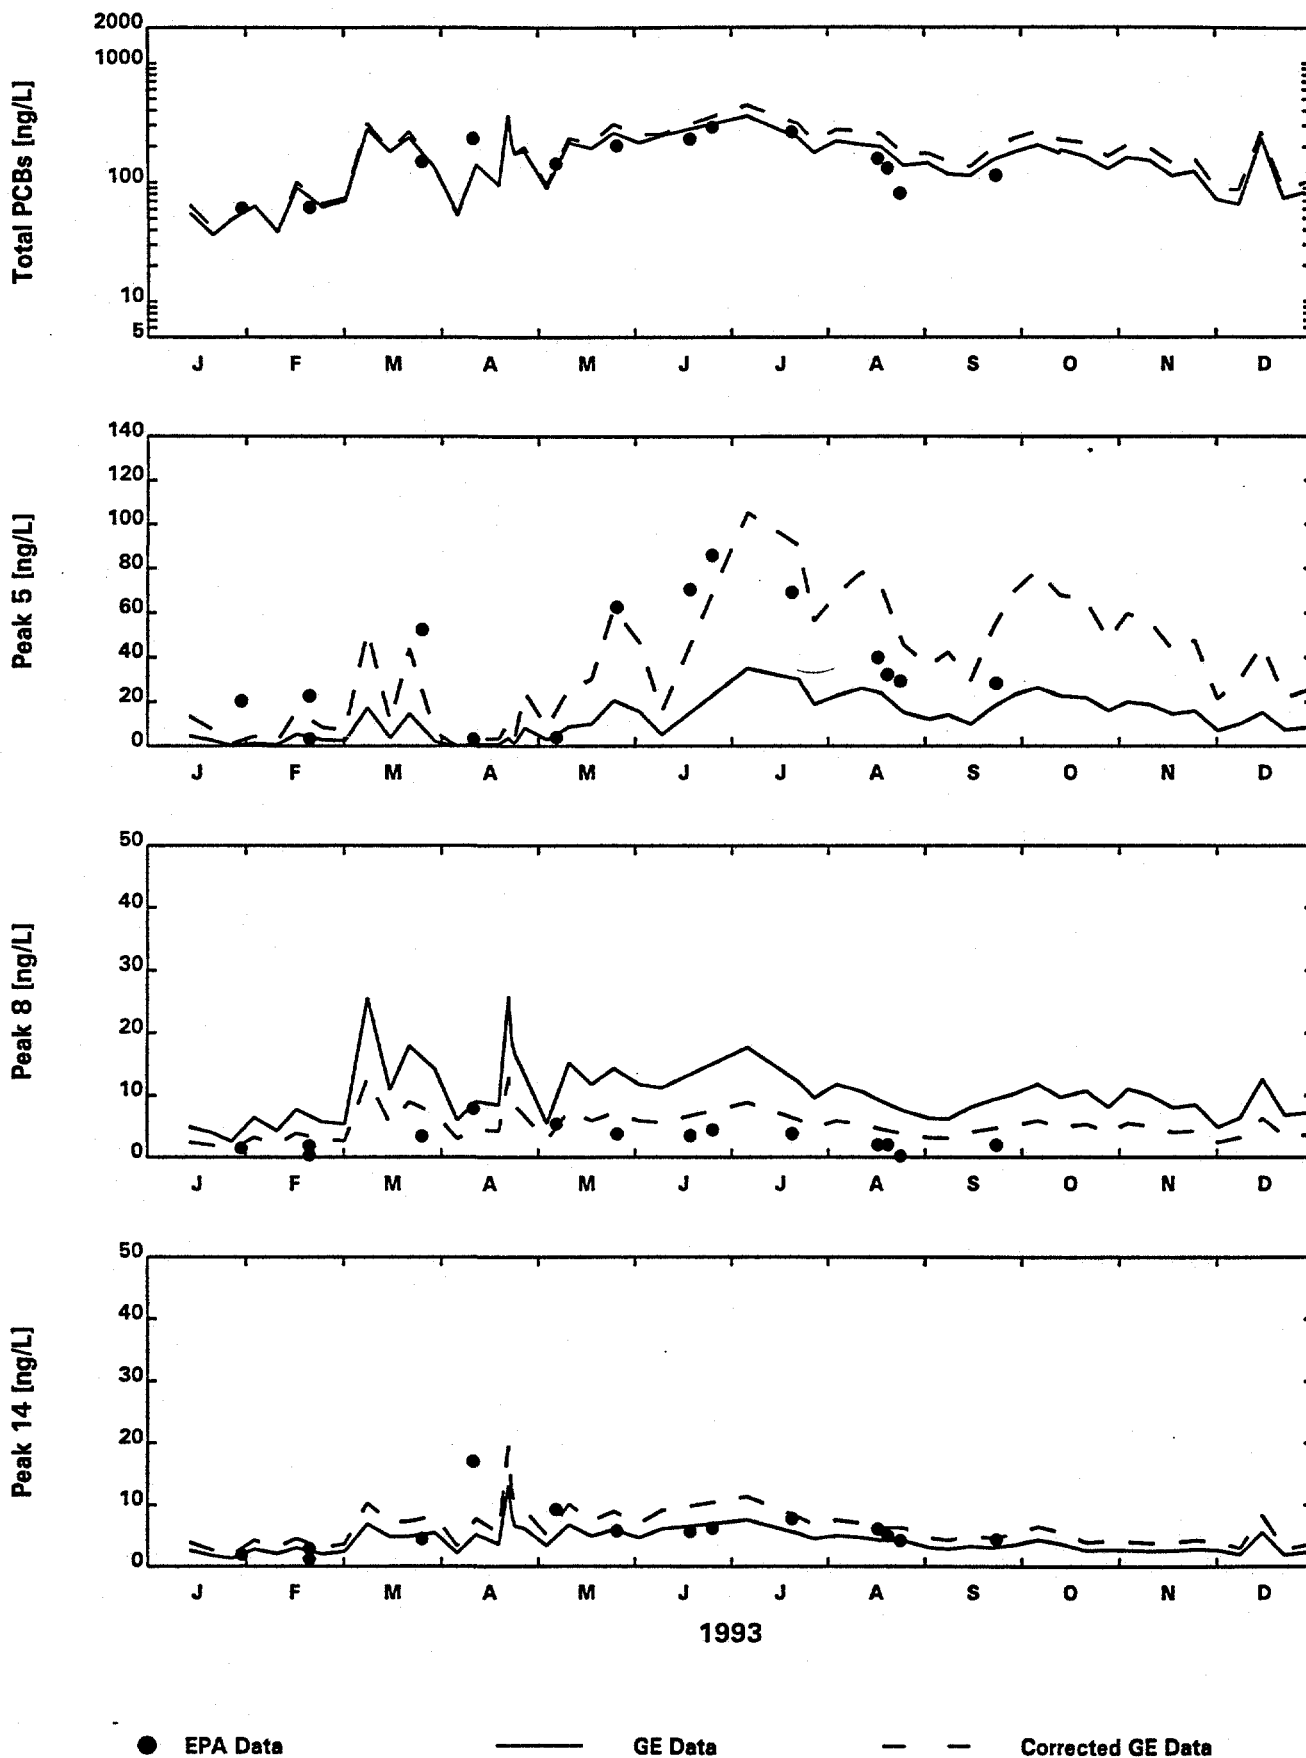 Total PCBs [ng/L]
2000
1000
100
10
5
J F M A M J J A S O N D
Peak 5 [ng/L]
140
120
100
80
60
40
20
0
J F M A M J J A S O N D
Peak 8 [ng/L]
50
40
30
20
10
0
J F M A M J J A S O N D
Peak 14 [ng/L]
50
40
30
20
10
0
J F M A M J J A S O N D
1993
EPA Data GE Data Corrected GE Data